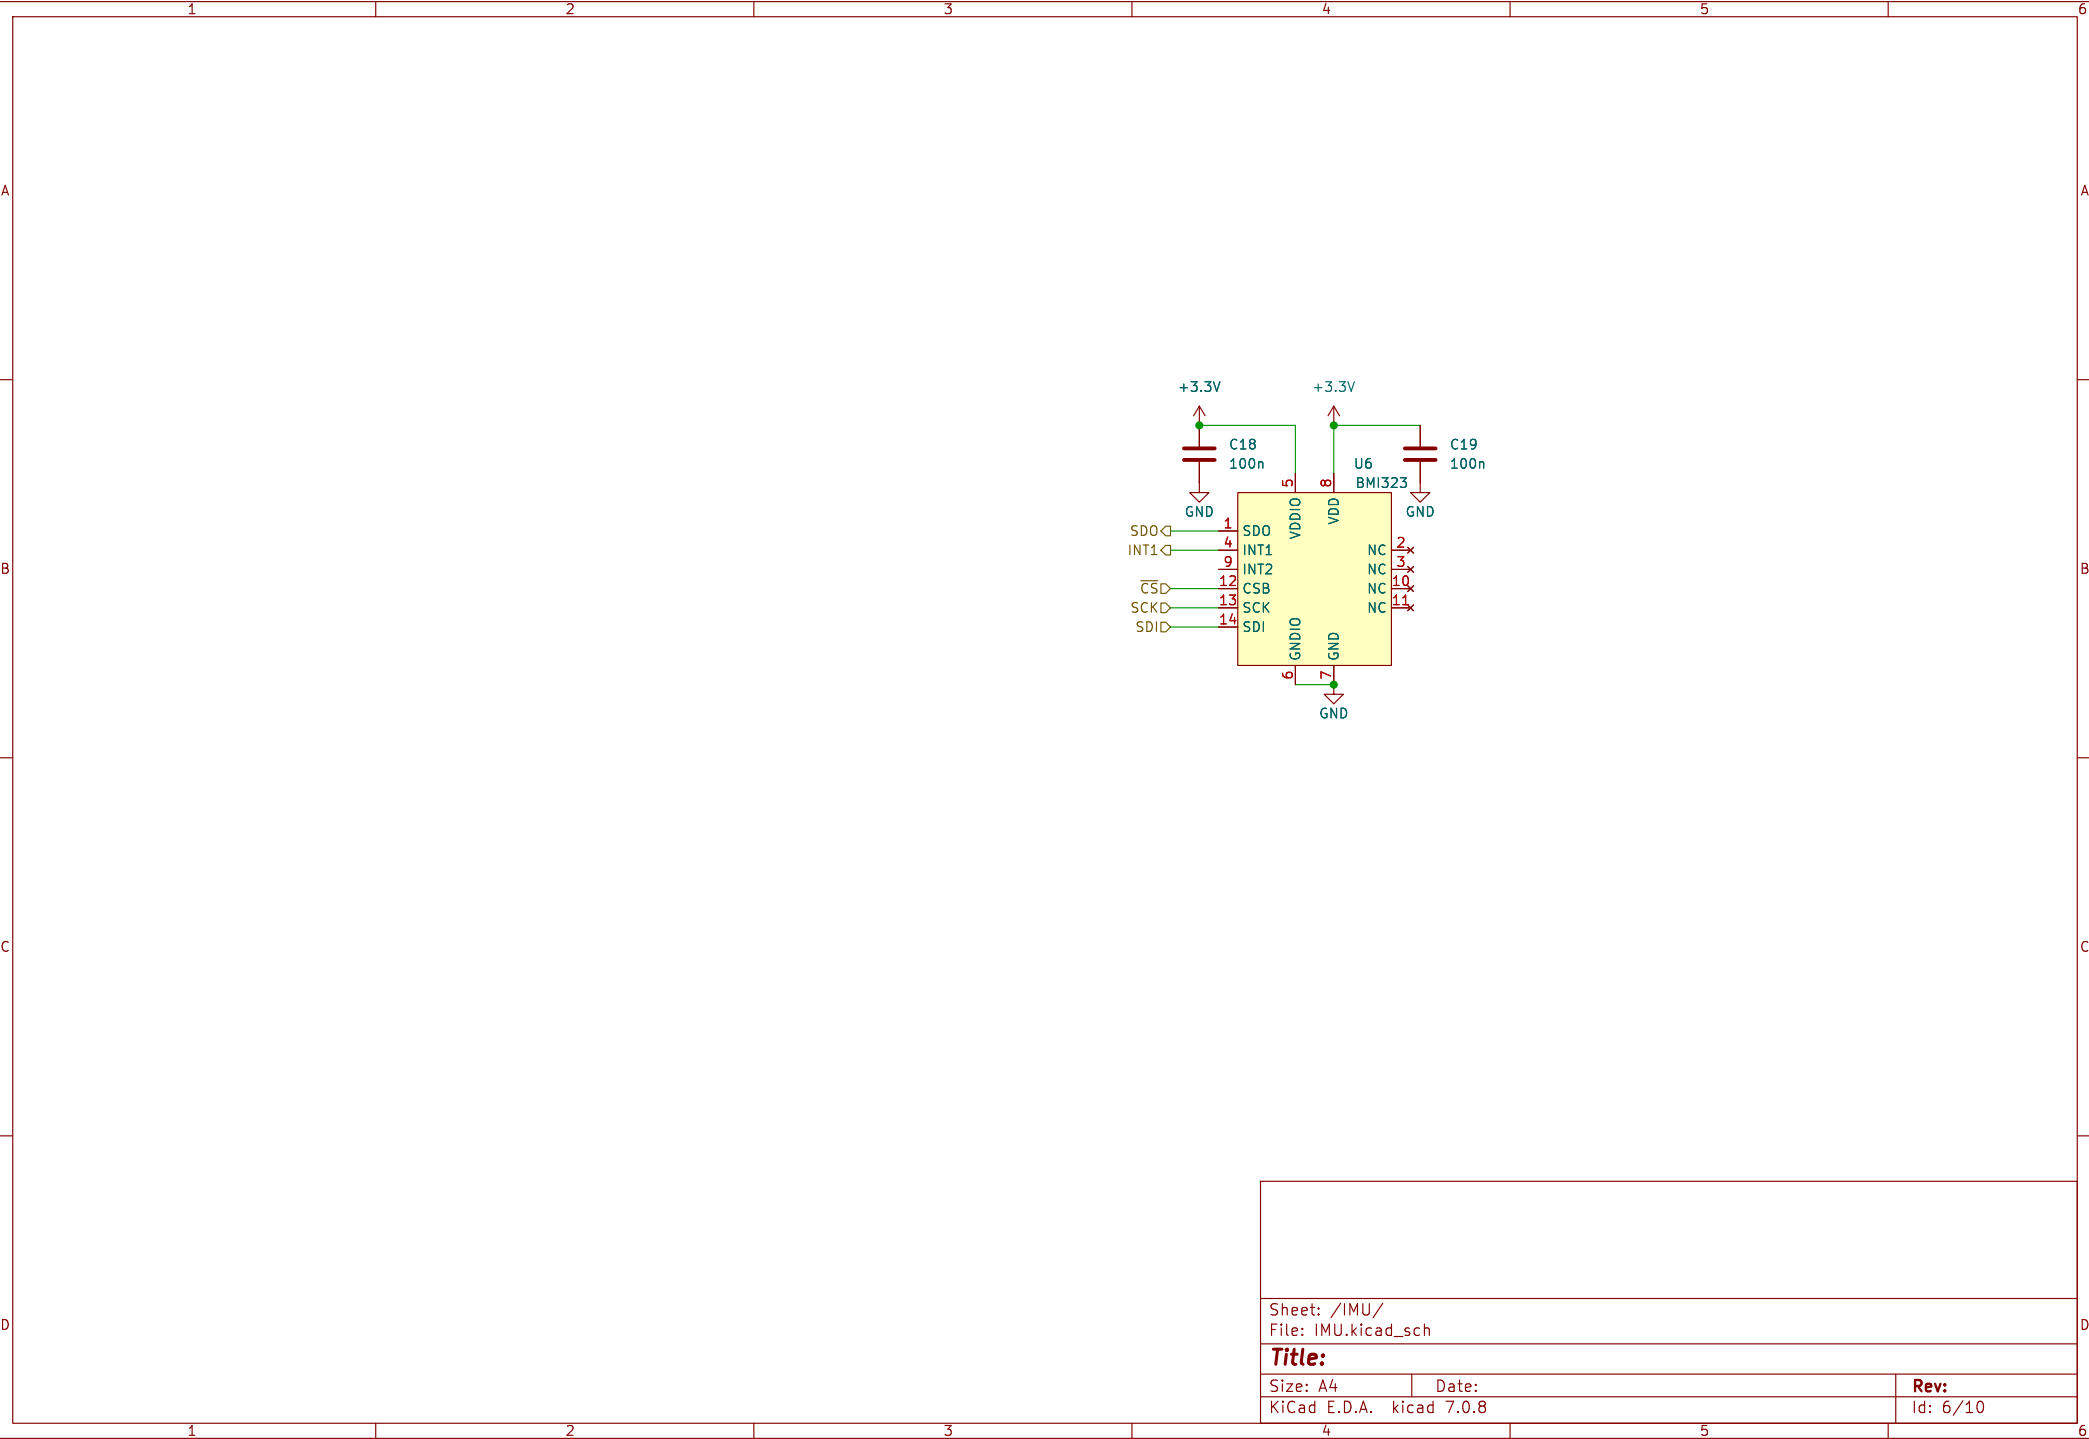 1 2 3 4 5 6
A A
+3.3V +3.3V
C18 C19
100n U6 100n
5 8 BMI323
GND VDDIO VDD GND
SDO 1 SDO
INT1 4 INT1 NC 2
9 INT2 NC 3
B B
C̅S̅ 12 CSB NC 10
SCK 13 SCK NC 11
SDI 14 SDI
GNDIO GND
6 7
GND
C C
Sheet: /IMU/
D File: IMU.kicad_sch D
Title:
Size: A4 Date: Rev:
KiCad E.D.A. kicad 7.0.8 Id: 6/10
1 2 3 4 5 6